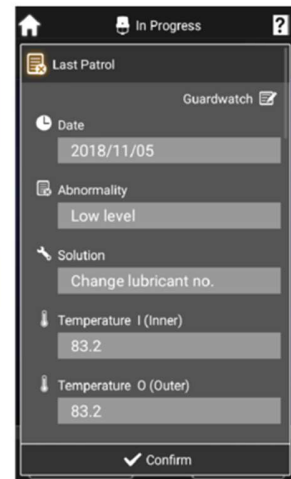 In Progress
?
Last Patrol
Guardwatch
Date
2018/11/05
Abnormality
Low level
Solution
Change lubricant no.
Temperature I (Inner)
83.2
Temperature O (Outer)
83.2
Confirm